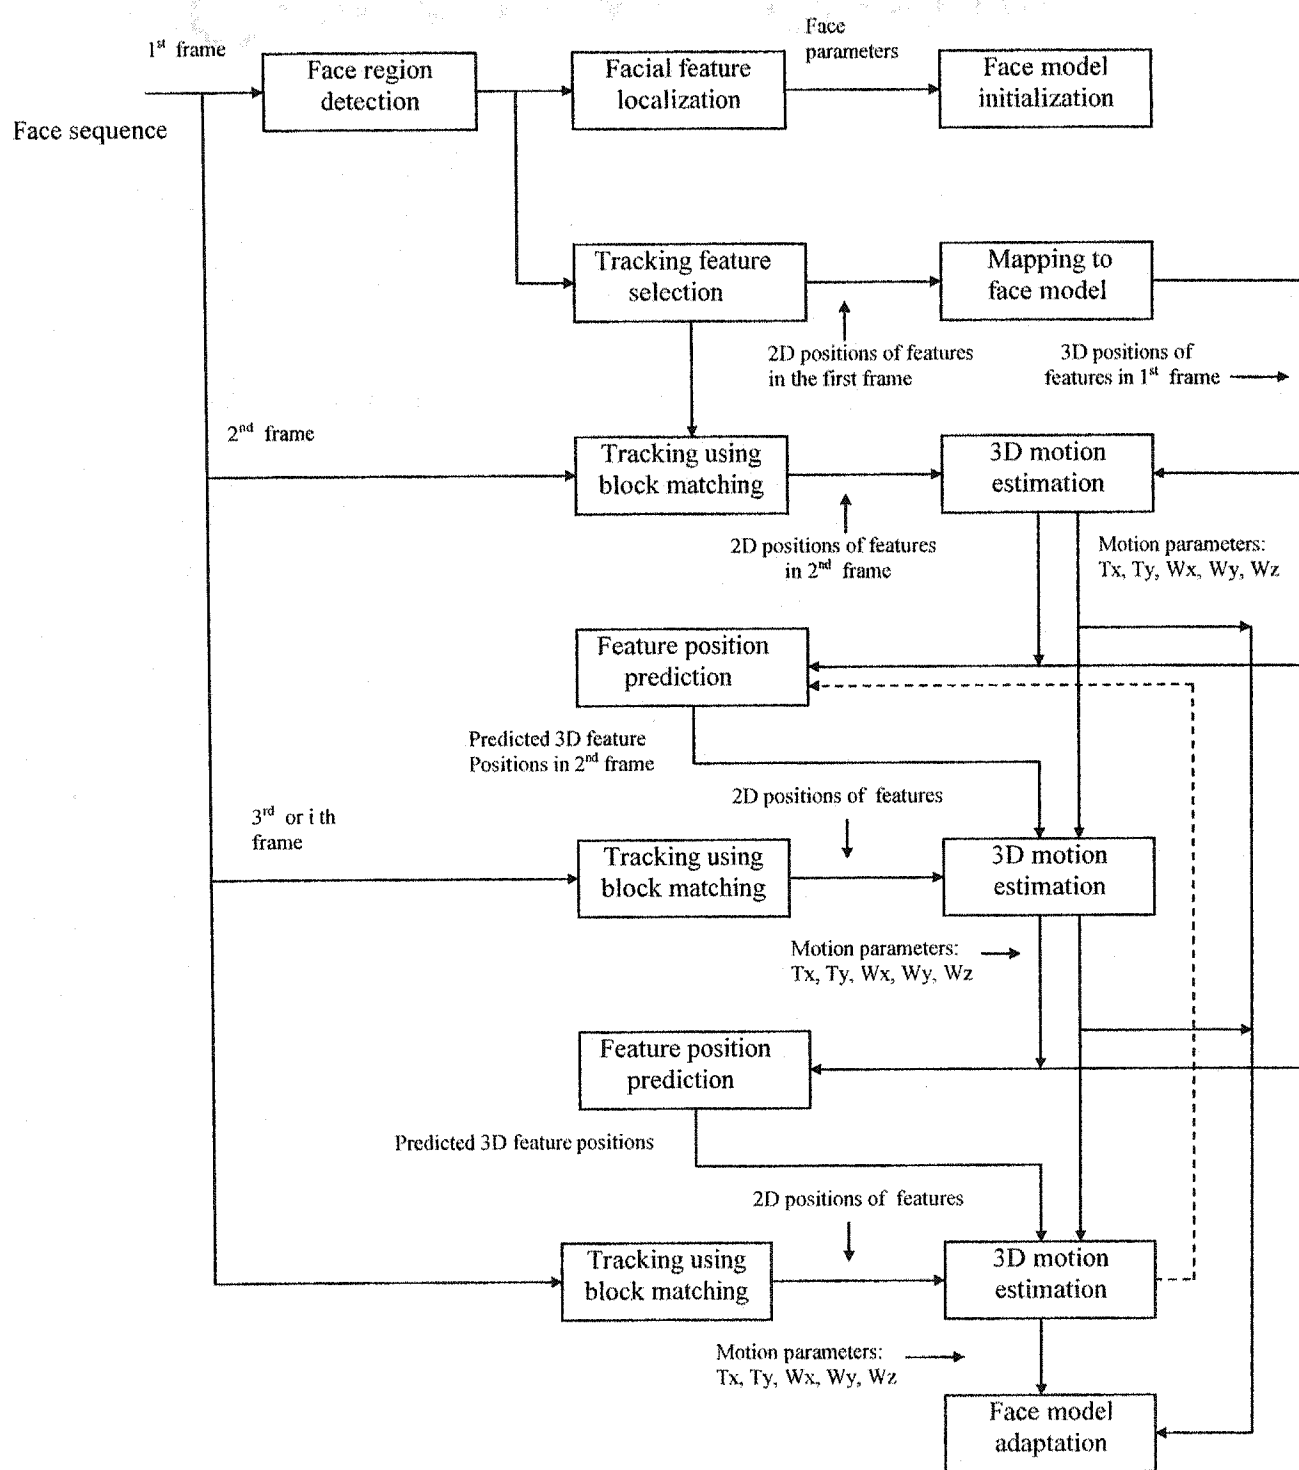 1st frame
Face sequence
Face region
detection
Facial feature
localization
Face
parameters
Face model
initialization
Tracking feature
selection
Mapping to
face model
2D positions of features
in the first frame
3D positions of
features in 1st frame
2nd frame
Tracking using
block matching
3D motion
estimation
2D positions of features
in 2nd frame
Motion parameters:
Tx, Ty, Wx, Wy, Wz
Feature position
prediction
Predicted 3D feature
Positions in 2nd frame
2D positions of features
3rd or i th
frame
Tracking using
block matching
3D motion
estimation
Motion parameters:
Tx, Ty, Wx, Wy, Wz
Feature position
prediction
Predicted 3D feature positions
2D positions of features
Tracking using
block matching
3D motion
estimation
Motion parameters:
Tx, Ty, Wx, Wy, Wz
Face model
adaptation